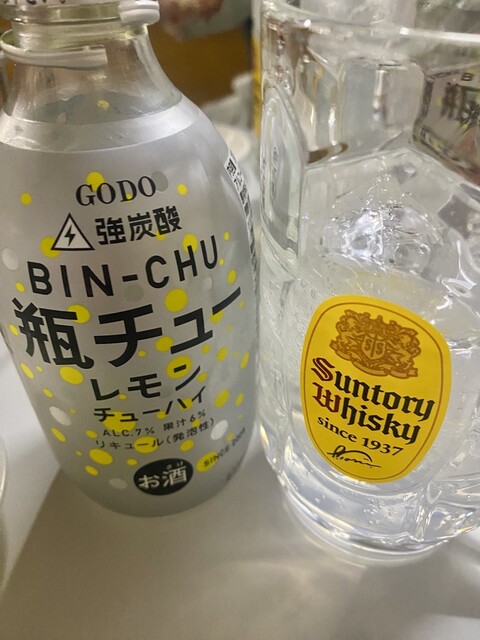 GODO
強炭酸
BIN-CHU
瓶チュー
レモン
チューハイ
ALC.7% 果汁6%
リキュール(発泡性)
お酒
Suntory
Whisky
since 1937